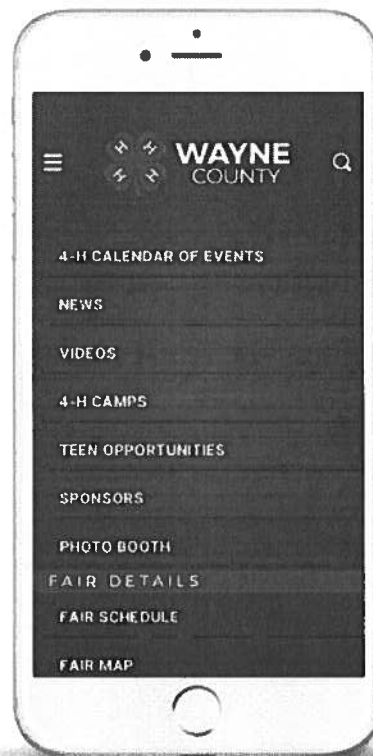 H H
WAYNE
COUNTY
H H
4-H CALENDAR OF EVENTS
NEWS
VIDEOS
4-H CAMPS
TEEN OPPORTUNITIES
SPONSORS
PHOTO BOOTH
FAIR DETAILS
FAIR SCHEDULE
FAIR MAP